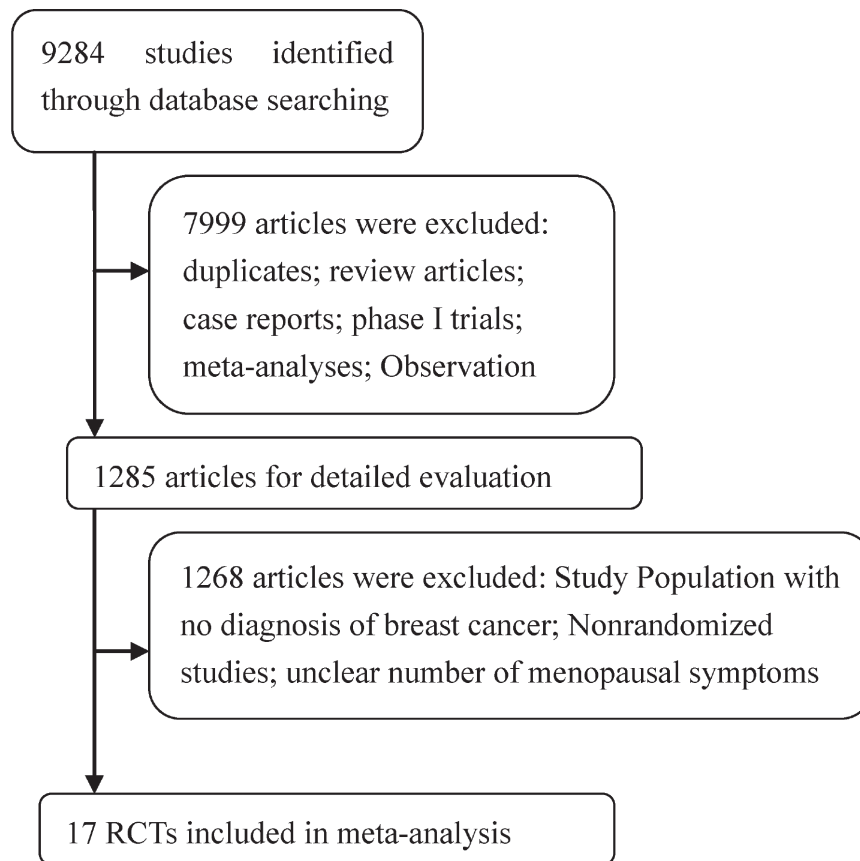 9284 studies identified
through database searching
7999 articles were excluded:
duplicates; review articles;
case reports; phase I trials;
meta-analyses; Observation
1285 articles for detailed evaluation
1268 articles were excluded: Study Population with
no diagnosis of breast cancer; Nonrandomized
studies; unclear number of menopausal symptoms
17 RCTs included in meta-analysis